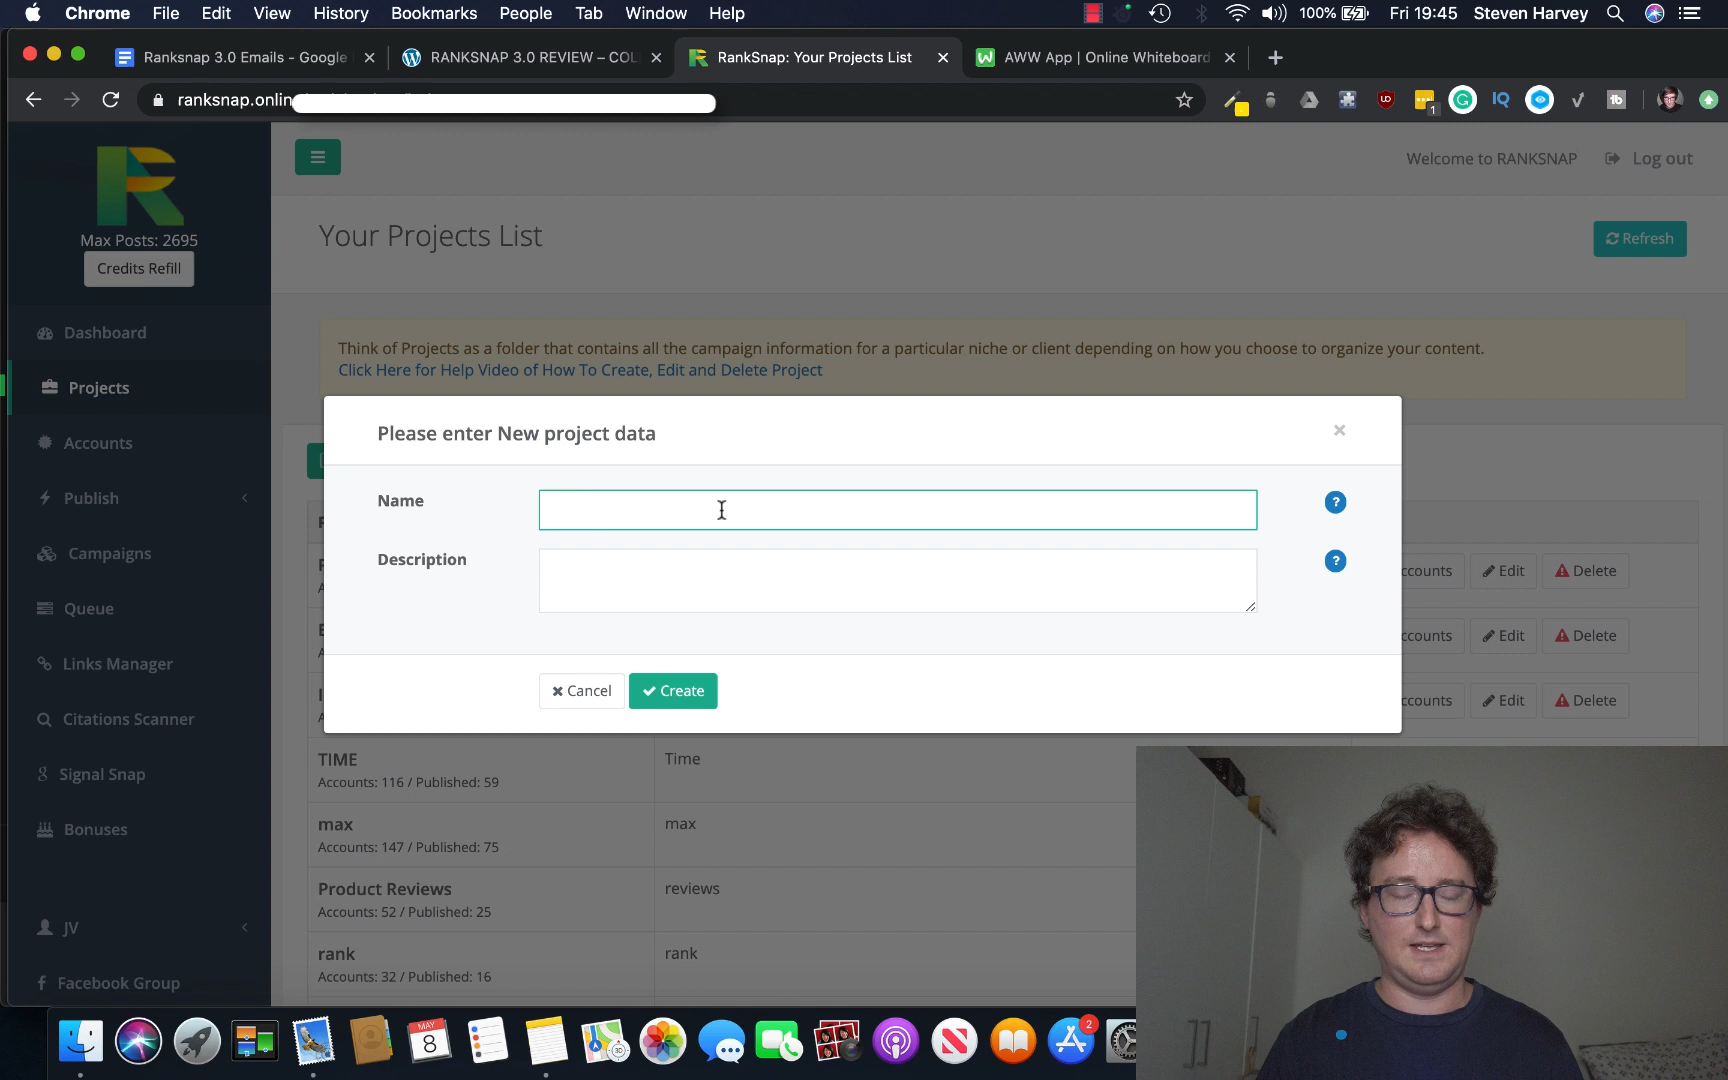 Chrome File Edit View History Bookmarks People Tab Window Help 100% Fri 19:45 Steven Harvey
Ranksnap 3.0 Emails - Google RANKSNAP 3.0 REVIEW – COL RankSnap: Your Projects List AWW App | Online Whiteboard
ranksnap.onlin
Welcome to RANKSNAP Log out
Max Posts: 2695
Credits Refill
Your Projects List
Refresh
Dashboard
Projects
Accounts
Publish
Campaigns
Queue
Links Manager
Citations Scanner
Signal Snap
Bonuses
JV
Facebook Group
Think of Projects as a folder that contains all the campaign information for a particular niche or client depending on how you choose to organize your content.
Click Here for Help Video of How To Create, Edit and Delete Project
Please enter New project data
×
Name
?
Description
?
Cancel Create
ccounts Edit Delete
ccounts Edit Delete
ccounts Edit Delete
TIME Time
Accounts: 116 / Published: 59
max max
Accounts: 147 / Published: 75
Product Reviews reviews
Accounts: 52 / Published: 25
rank rank
Accounts: 32 / Published: 16
MAY
8
2